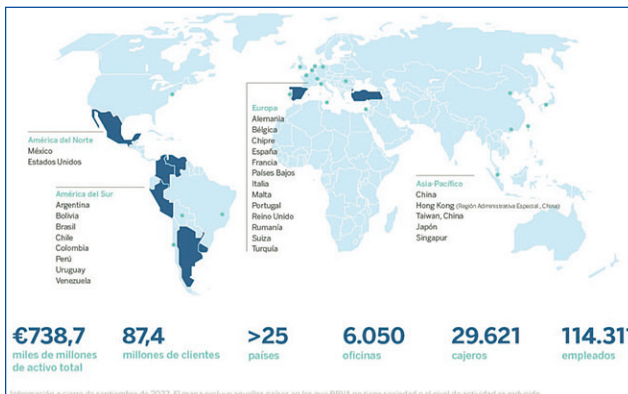 América del Norte
México
Estados Unidos
América del Sur
Argentina
Bolivia
Brasil
Chile
Colombia
Perú
Uruguay
Venezuela
Europa
Alemania
Bélgica
Chipre
España
Francia
Países Bajos
Italia
Malta
Portugal
Reino Unido
Rumanía
Suiza
Turquía
Asia-Pacífico
China
Hong Kong (Región Administrativa Especial, China)
Taiwan, China
Japón
Singapur
€738,7
miles de millones
de activo total
87,4
millones de clientes
>25
países
6.050
oficinas
29.621
cajeros
114.311
empleados